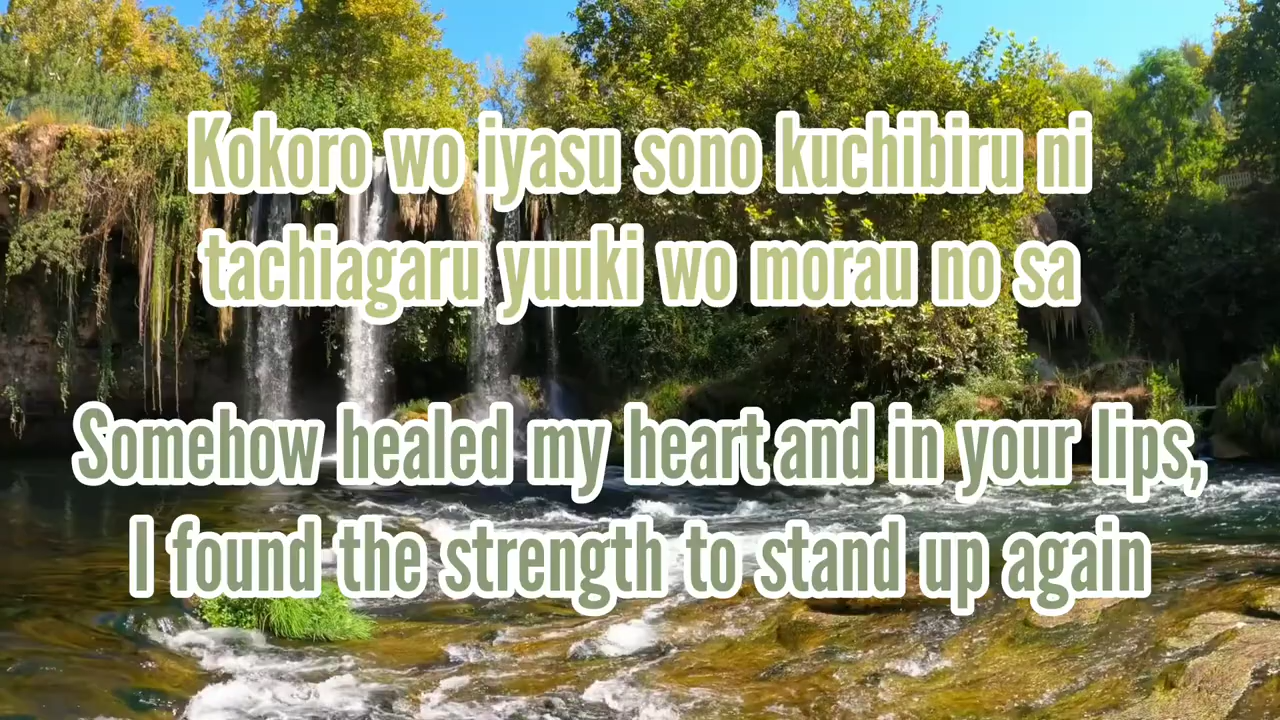 Kokoro wo iyasu sono kuchibiru ni
tachiagaru yuuki wo morau no sa
Somehow healed my heart and in your lips,
I found the strength to stand up again